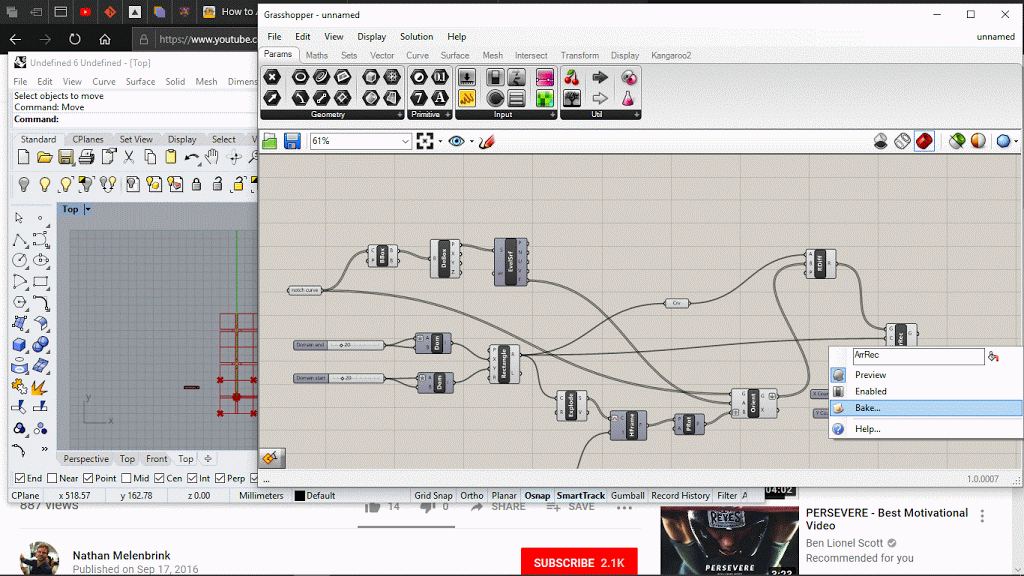 How to
https://www.youtube.c
Undefined 6 Undefined - [Top]
File Edit View Curve Surface Solid Mesh Dimens
Select objects to move
Command: Move
Command:
Standard CPlanes Set View Display Select V
Top
y
x
Perspective Top Front Top
End Near Point Mid Cen Int Perp
CPlane x 518.57 y 162.78 z 0.00 Millimeters Default Grid Snap Ortho Planar Osnap SmartTrack Gumball Record History Filter A
Grasshopper - unnamed
File Edit View Display Solution Help unnamed
Params Maths Sets Vector Curve Surface Mesh Intersect Transform Display Kangaroo2
Geometry Primitive Input Util
61%
BBox
DeBox
EvalSrf
RDiff
notch curve
Crv
Domain end 20
Dom
Rectangle
Domain start 20
Dom
Explode
HFrame
Orient
ArrRec
Preview
Enabled
Bake...
Help...
...
1.0.0007
04:02
887 views
14
0
SHARE
SAVE
Nathan Melenbrink
Published on Sep 17, 2016
SUBSCRIBE 2.1K
PERSEVERE
3:23
PERSEVERE - Best Motivational
Video
Ben Lionel Scott
Recommended for you